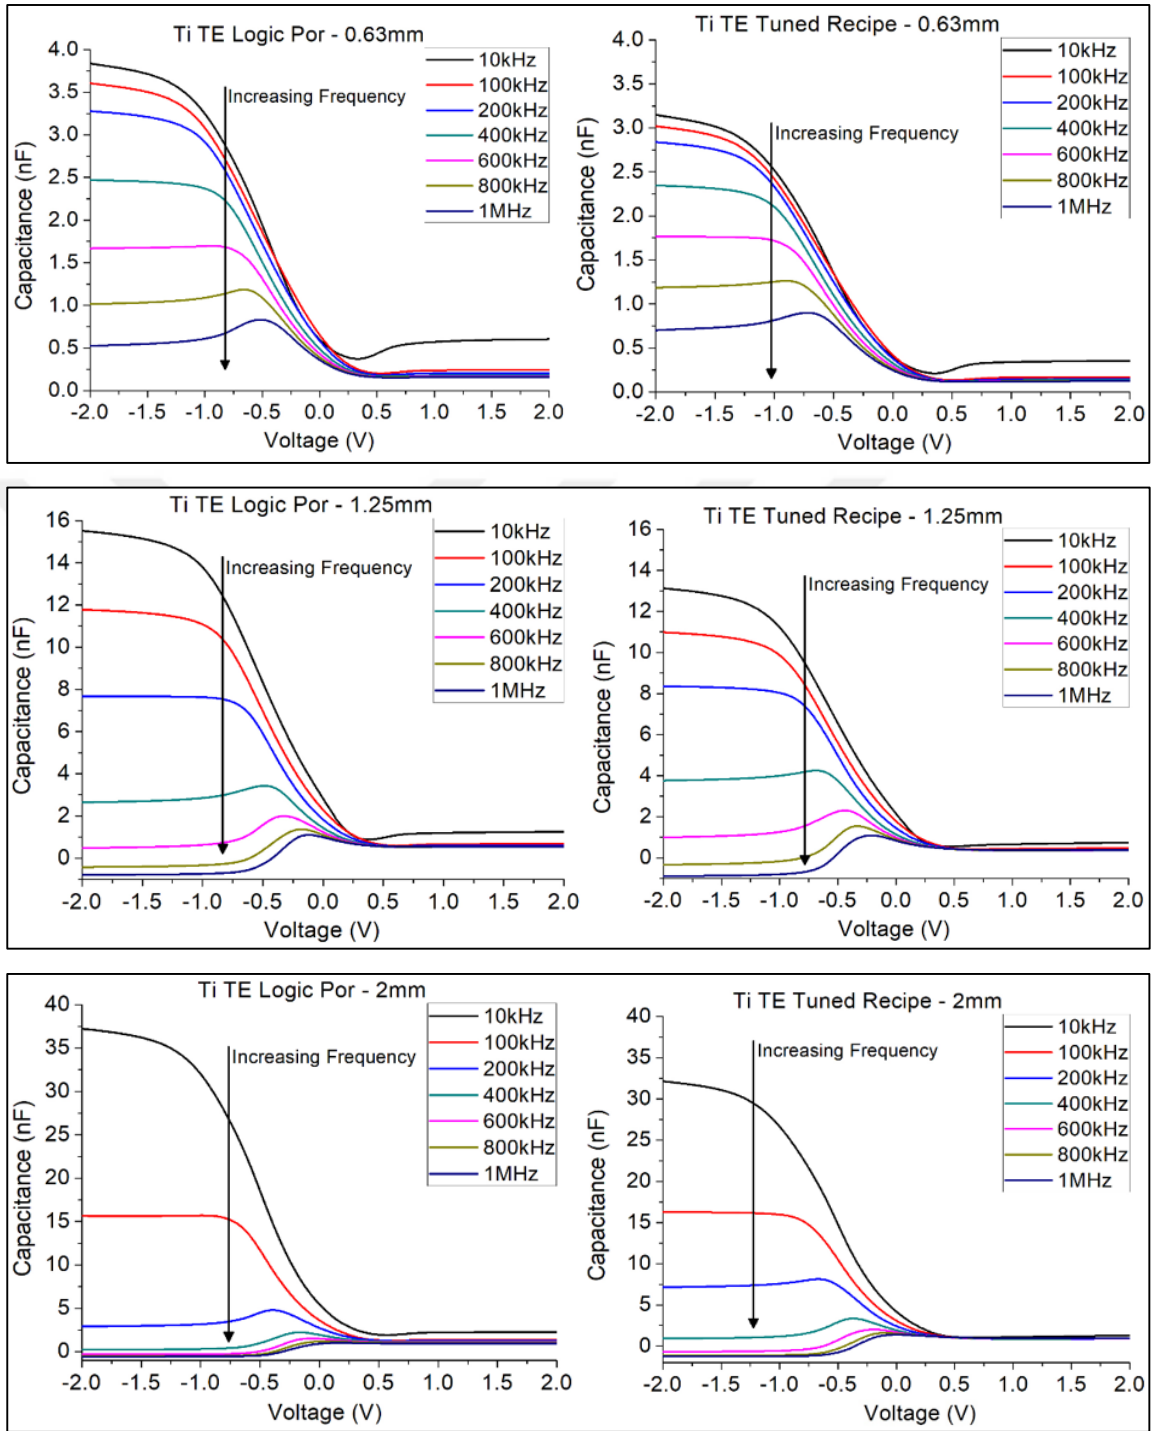 Ti TE Logic Por - 0.63mm
4.0
3.5
3.0
2.5
2.0
1.5
1.0
0.5
0.0
Capacitance (nF)
10kHz
100kHz
200kHz
400kHz
600kHz
800kHz
1MHz
Increasing Frequency
-2.0 -1.5 -1.0 -0.5 0.0 0.5 1.0 1.5 2.0
Voltage (V)
Ti TE Tuned Recipe - 0.63mm
4.0
3.5
3.0
2.5
2.0
1.5
1.0
0.5
0.0
Capacitance (nF)
10kHz
100kHz
200kHz
400kHz
600kHz
800kHz
1MHz
Increasing Frequency
-2.0 -1.5 -1.0 -0.5 0.0 0.5 1.0 1.5 2.0
Voltage (V)
Ti TE Logic Por - 1.25mm
16
14
12
10
8
6
4
2
0
Capacitance (nF)
10kHz
100kHz
200kHz
400kHz
600kHz
800kHz
1MHz
Increasing Frequency
-2.0 -1.5 -1.0 -0.5 0.0 0.5 1.0 1.5 2.0
Voltage (V)
Ti TE Tuned Recipe - 1.25mm
16
14
12
10
8
6
4
2
0
Capacitance (nF)
10kHz
100kHz
200kHz
400kHz
600kHz
800kHz
1MHz
Increasing Frequency
-2.0 -1.5 -1.0 -0.5 0.0 0.5 1.0 1.5 2.0
Voltage (V)
Ti TE Logic Por - 2mm
40
35
30
25
20
15
10
5
0
Capacitance (nF)
10kHz
100kHz
200kHz
400kHz
600kHz
800kHz
1MHz
Increasing Frequency
-2.0 -1.5 -1.0 -0.5 0.0 0.5 1.0 1.5 2.0
Voltage (V)
Ti TE Tuned Recipe - 2mm
40
35
30
25
20
15
10
5
0
Capacitance (nF)
10kHz
100kHz
200kHz
400kHz
600kHz
800kHz
1MHz
Increasing Frequency
-2.0 -1.5 -1.0 -0.5 0.0 0.5 1.0 1.5 2.0
Voltage (V)